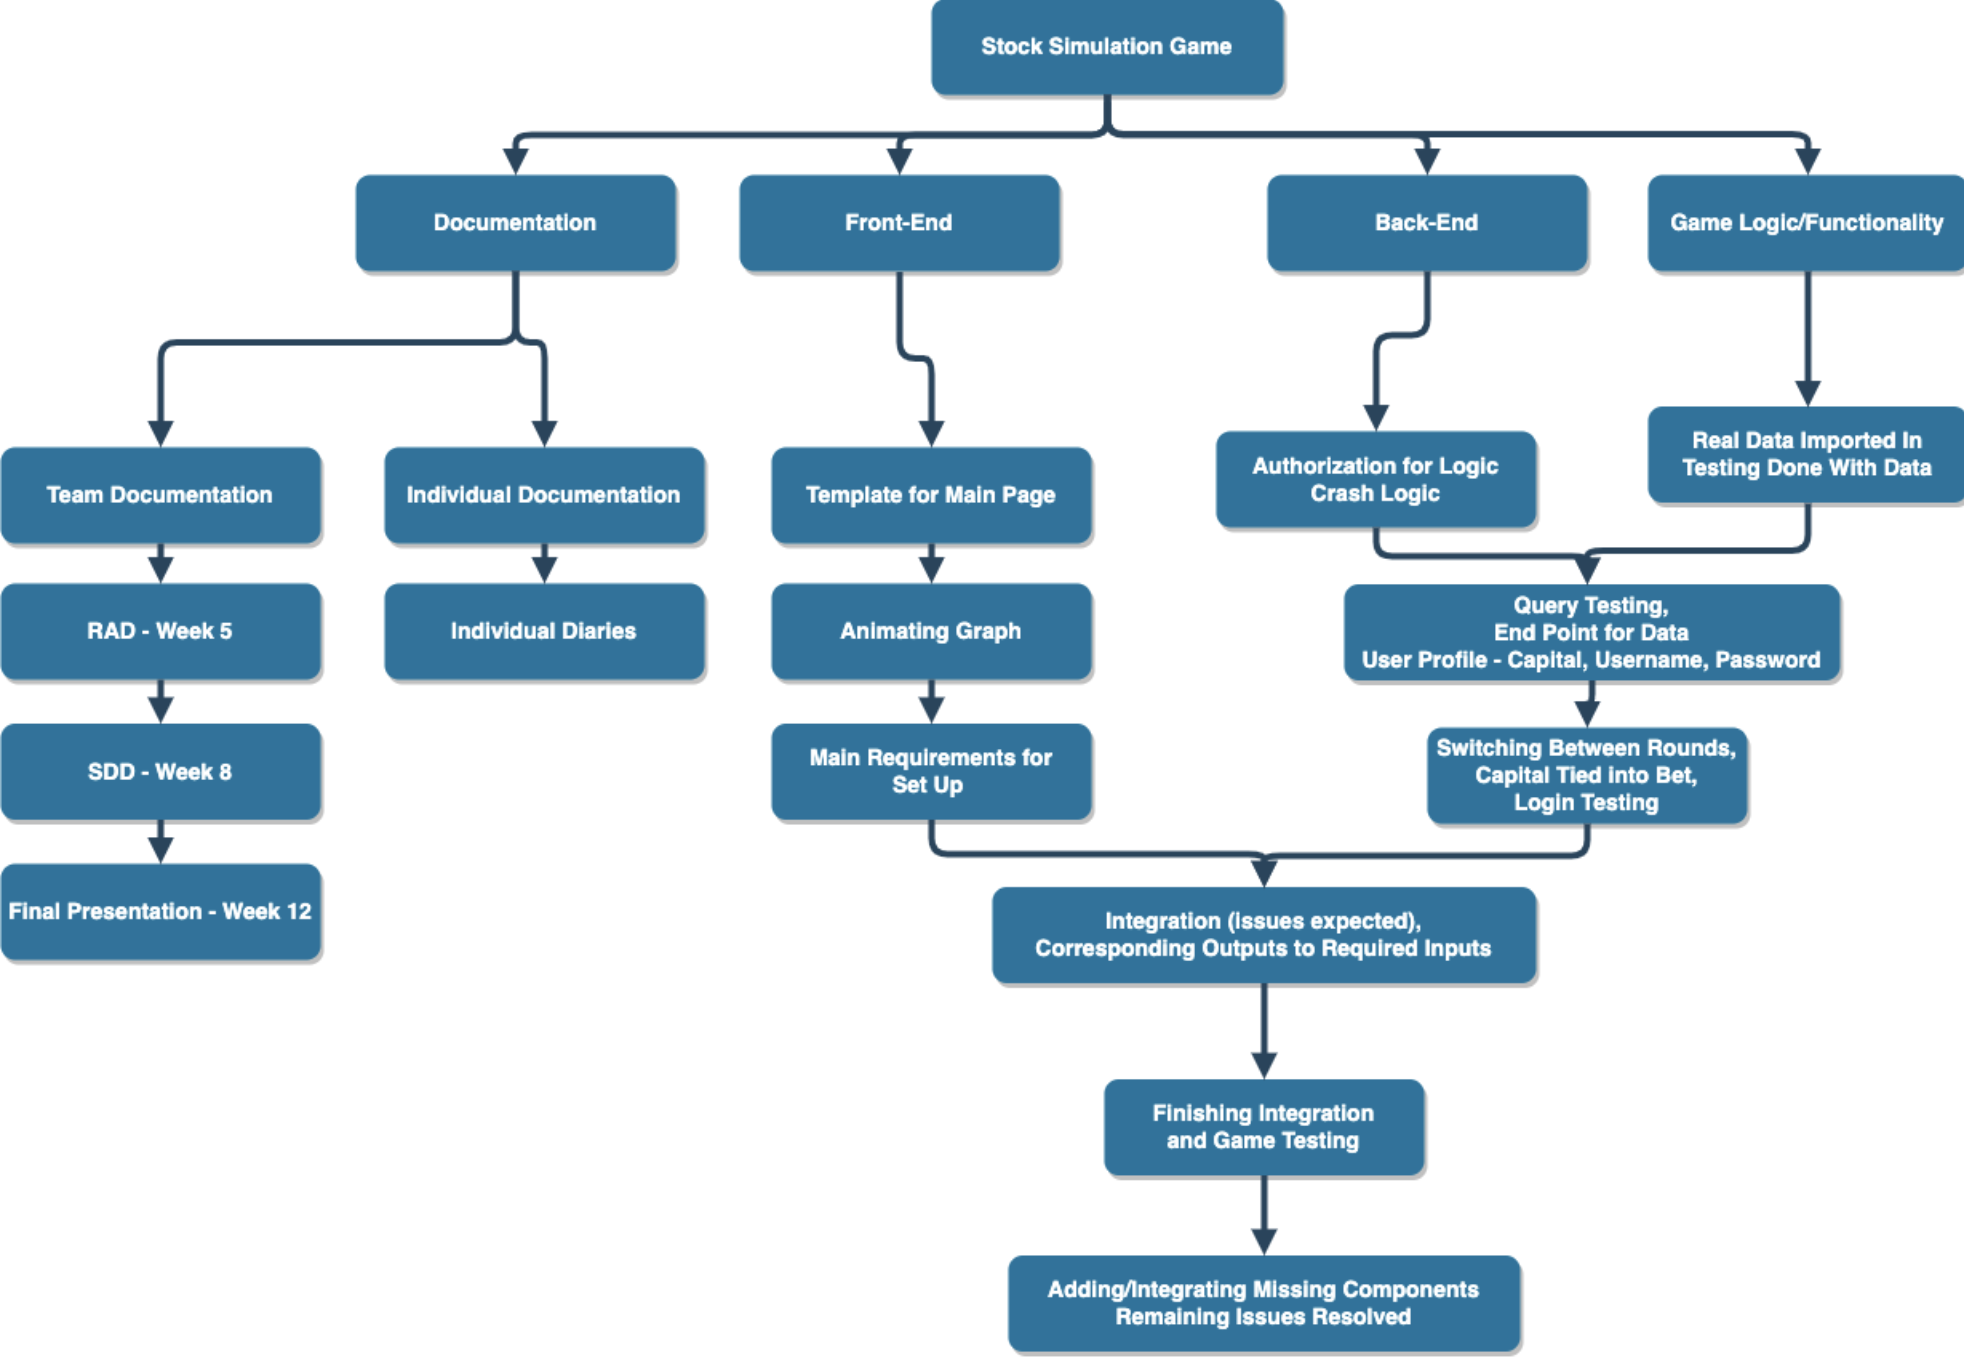 Stock Simulation Game
Documentation
Front-End
Back-End
Game Logic/Functionality
Team Documentation
Individual Documentation
Template for Main Page
Authorization for Logic
Crash Logic
Real Data Imported In
Testing Done With Data
RAD - Week 5
Individual Diaries
Animating Graph
Query Testing,
End Point for Data
User Profile - Capital, Username, Password
SDD - Week 8
Main Requirements for
Set Up
Switching Between Rounds,
Capital Tied into Bet,
Login Testing
Final Presentation - Week 12
Integration (issues expected),
Corresponding Outputs to Required Inputs
Finishing Integration
and Game Testing
Adding/Integrating Missing Components
Remaining Issues Resolved